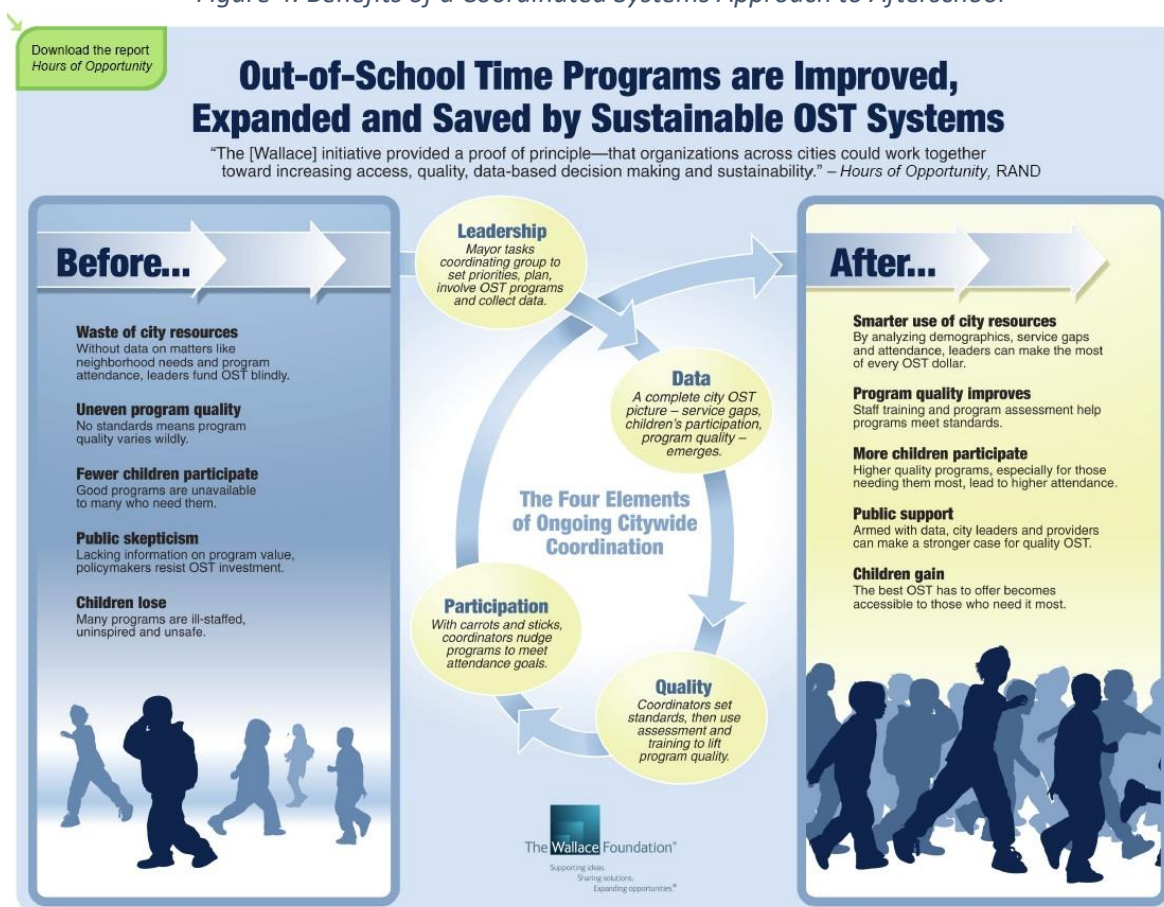 Figure 4. Benefits of a Coordinated Systems Approach to Afterschool
Download the report
Hours of Opportunity
Out-of-School Time Programs are Improved,
Expanded and Saved by Sustainable OST Systems
“The [Wallace] initiative provided a proof of principle—that organizations across cities could work together
toward increasing access, quality, data-based decision making and sustainability.” – Hours of Opportunity, RAND
Before...
Waste of city resources
Without data on matters like
neighborhood needs and program
attendance, leaders fund OST blindly.
Uneven program quality
No standards means program
quality varies wildly.
Fewer children participate
Good programs are unavailable
to many who need them.
Public skepticism
Lacking information on program value,
policymakers resist OST investment.
Children lose
Many programs are ill-staffed,
uninspired and unsafe.
Leadership
Mayor tasks
coordinating group to
set priorities, plan,
involve OST programs
and collect data.
Data
A complete city OST
picture – service gaps,
children’s participation,
program quality –
emerges.
The Four Elements
of Ongoing Citywide
Coordination
Participation
With carrots and sticks,
coordinators nudge
programs to meet
attendance goals.
Quality
Coordinators set
standards, then use
assessment and
training to lift
program quality.
The Wallace Foundation®
Supporting ideas.
Sharing solutions.
Expanding opportunities.®
After...
Smarter use of city resources
By analyzing demographics, service gaps
and attendance, leaders can make the most
of every OST dollar.
Program quality improves
Staff training and program assessment help
programs meet standards.
More children participate
Higher quality programs, especially for those
needing them most, lead to higher attendance.
Public support
Armed with data, city leaders and providers
can make a stronger case for quality OST.
Children gain
The best OST has to offer becomes
accessible to those who need it most.